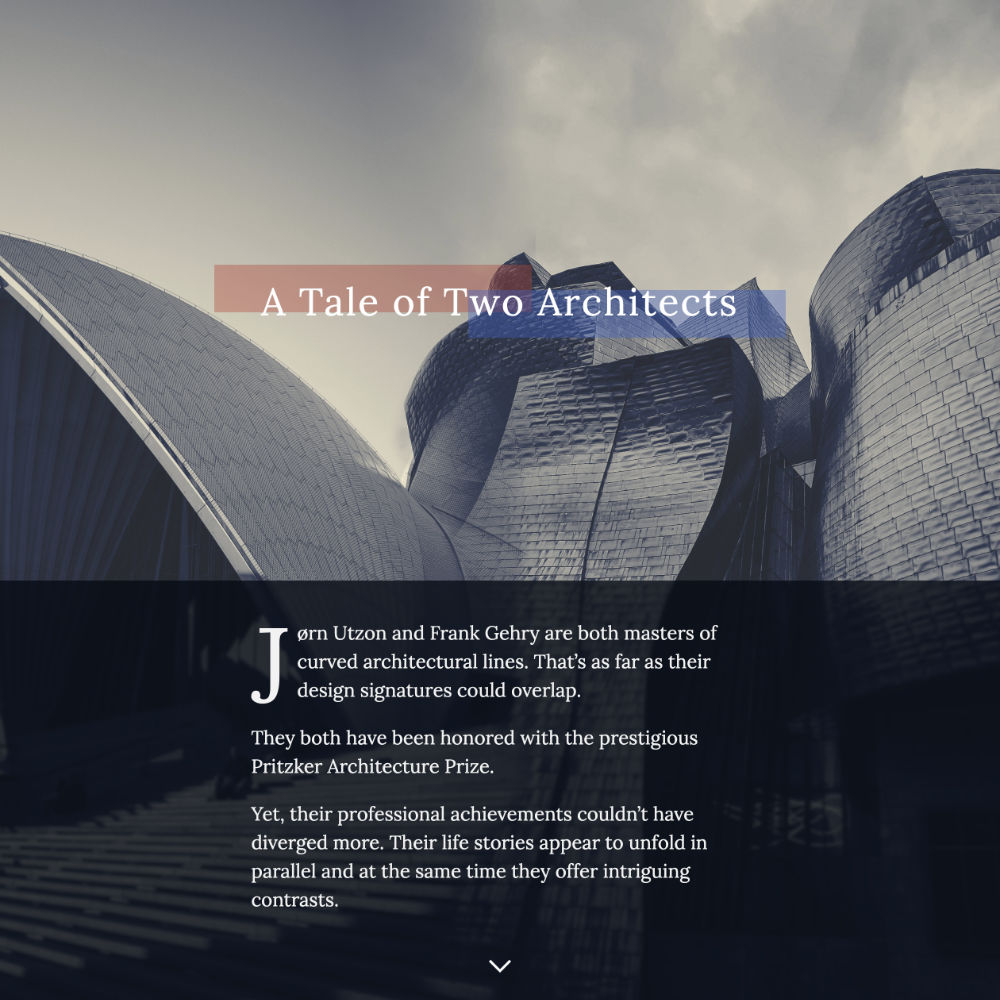 A Tale of Two Architects
Jørn Utzon and Frank Gehry are both masters of
curved architectural lines. That’s as far as their
design signatures could overlap.
They both have been honored with the prestigious
Pritzker Architecture Prize.
Yet, their professional achievements couldn’t have
diverged more. Their life stories appear to unfold in
parallel and at the same time they offer intriguing
contrasts.